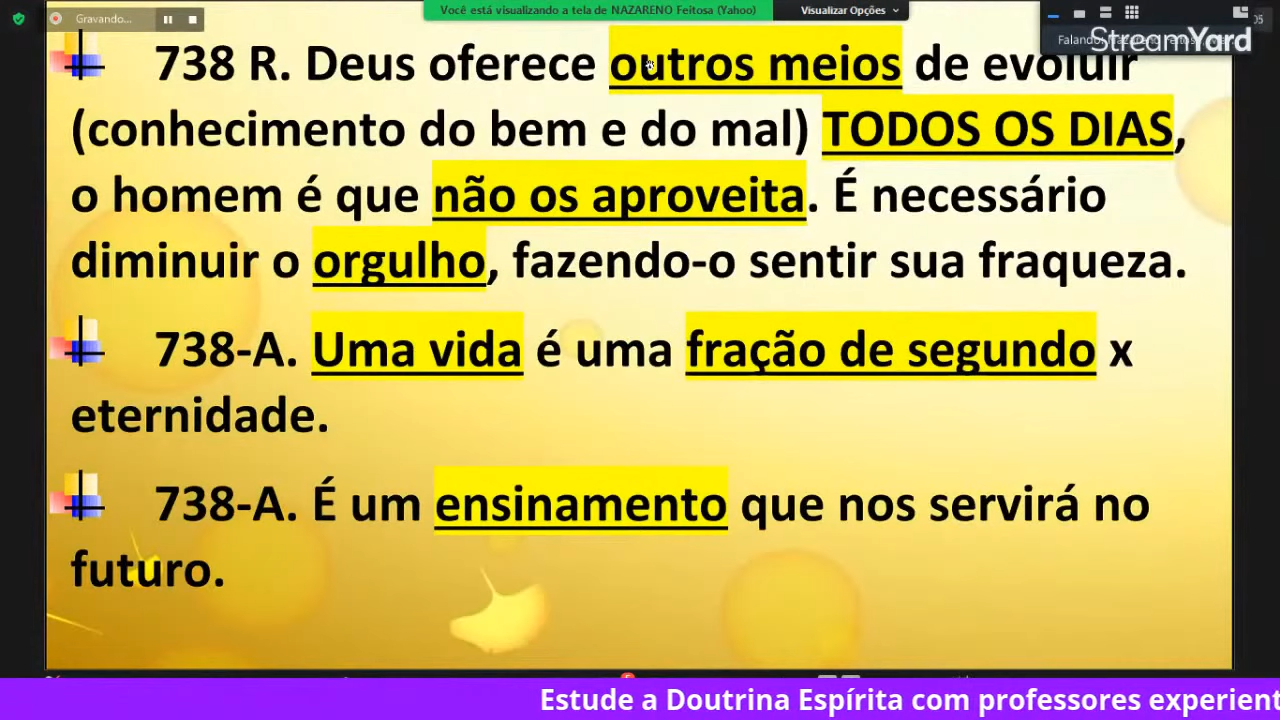 Gravando...
Você está visualizando a tela de NAZARENO Feitosa (Yahoo)
Visualizar Opções
StreamYard
738 R. Deus oferece outros meios de evoluir
(conhecimento do bem e do mal) TODOS OS DIAS,
o homem é que não os aproveita. É necessário
diminuir o orgulho, fazendo-o sentir sua fraqueza.
738-A. Uma vida é uma fração de segundo x
eternidade.
738-A. É um ensinamento que nos servirá no
futuro.
Estude a Doutrina Espírita com professores experient